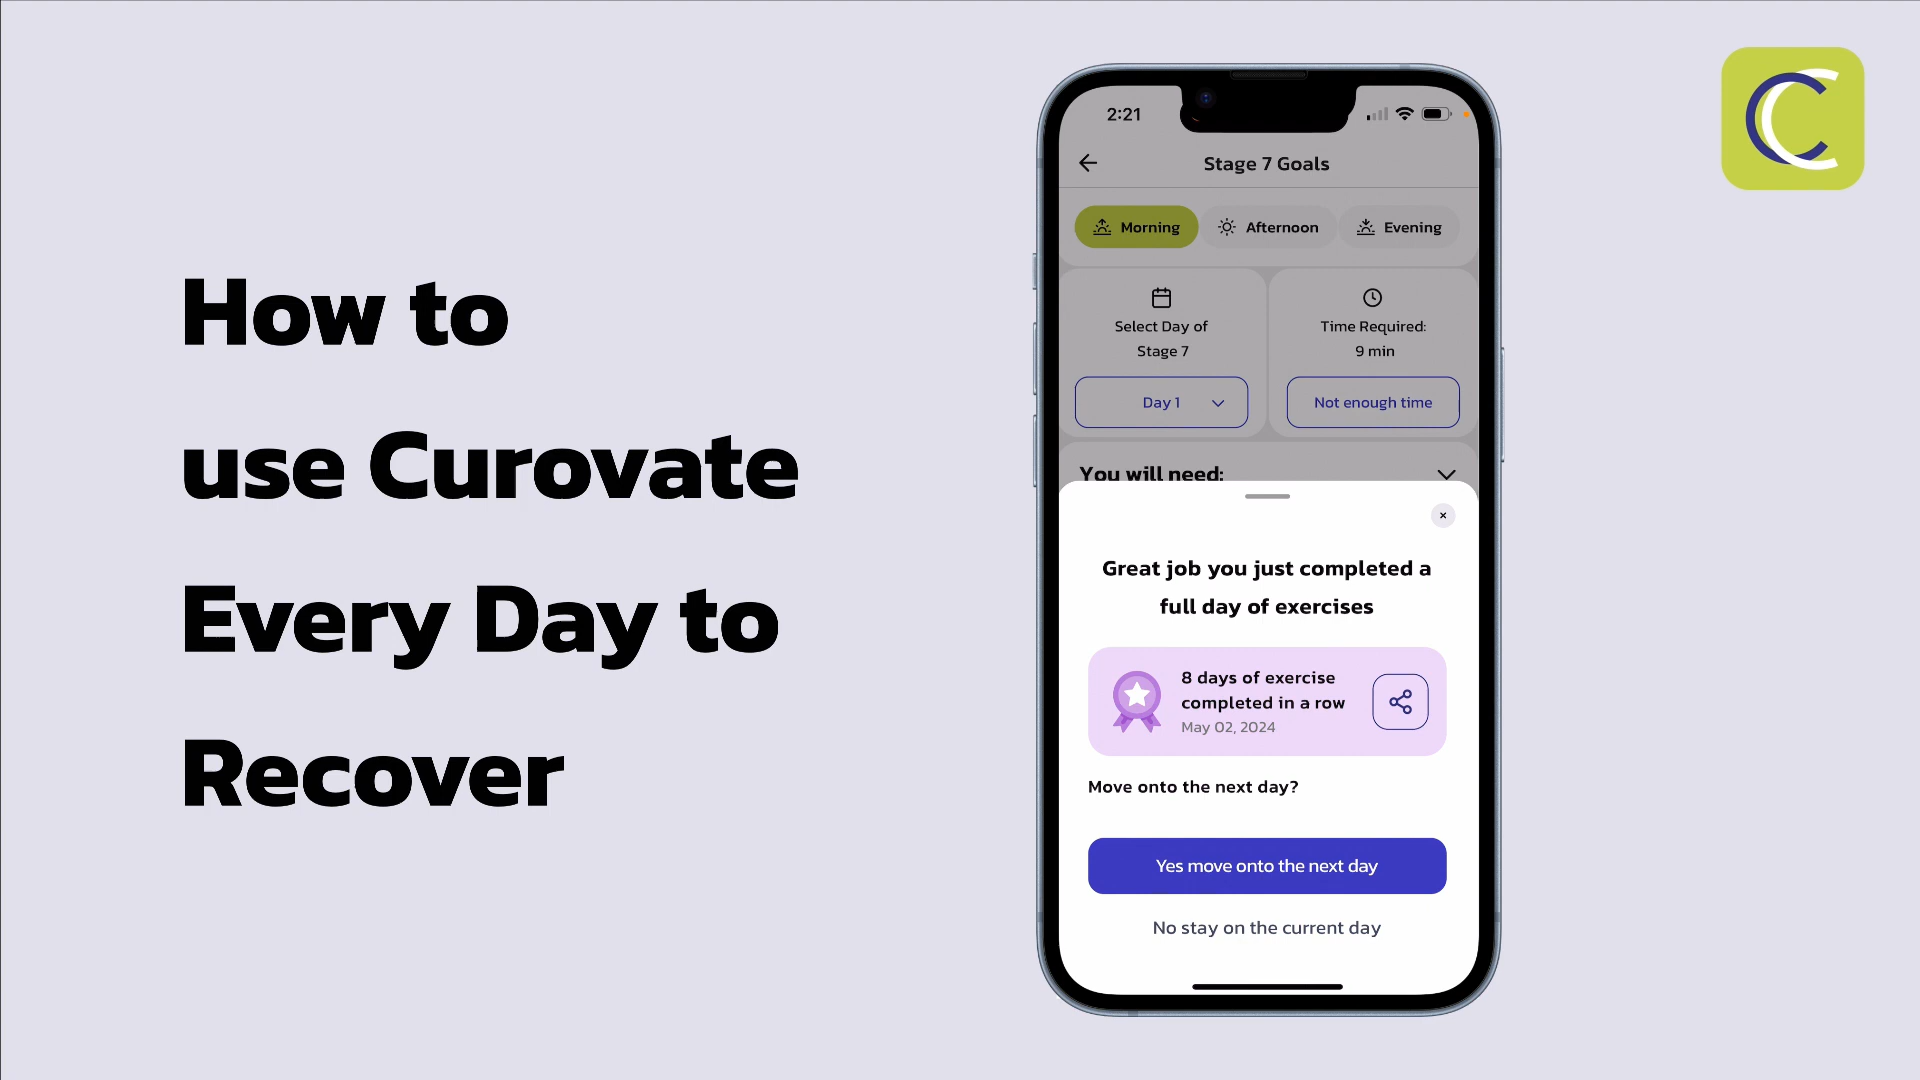 How to
use Curovate
Every Day to
Recover
2:21
Stage 7 Goals
Morning
Afternoon
Evening
Select Day of
Stage 7
Day 1
Time Required:
9 min
Not enough time
You will need:
Great job you just completed a
full day of exercises
8 days of exercise
completed in a row
May 02, 2024
Move onto the next day?
Yes move onto the next day
No stay on the current day